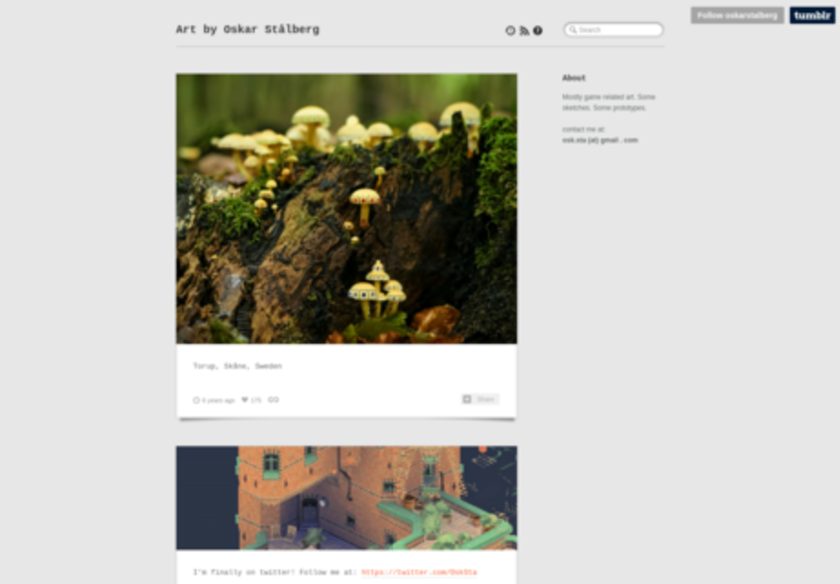 Follow oskarstalberg
tumblr
Art by Oskar Stålberg
Search
About
Mostly game related art. Some
sketches. Some prototypes.
contact me at:
osk.sta (at) gmail . com
Torup, Skåne, Sweden
years ago
Share
I'm finally on twitter! Follow me at: https://twitter.com/OskSta